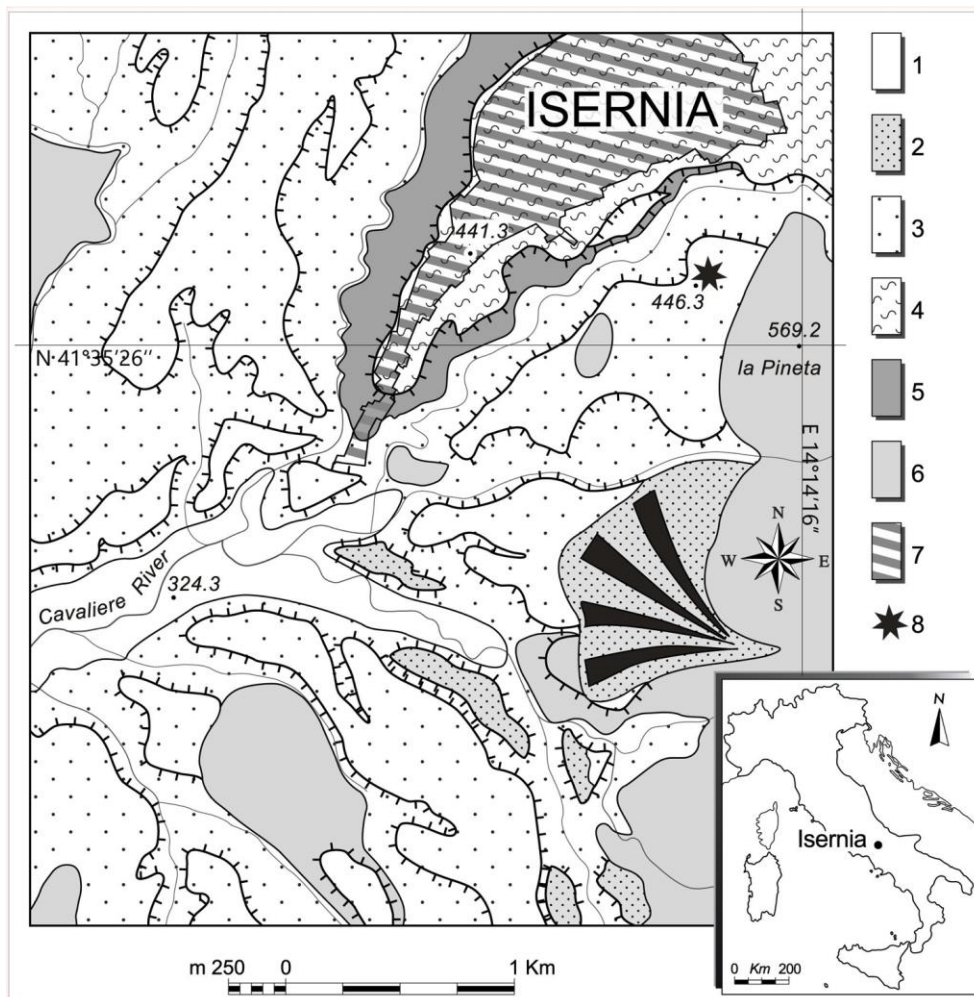 ISERNIA
441.3
446.3
569.2
la Pineta
N 41°35'26"
E 14°14'16"
N
W E
S
Cavaliere River
324.3
1
2
3
4
5
6
7
8
m 250 0 1 Km
N
Isernia
0 Km 200